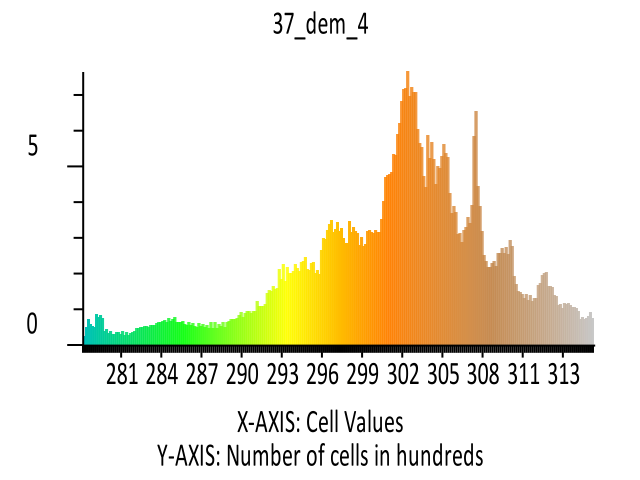 37_dem_4
5
0
281 284 287 290 293 296 299 302 305 308 311 313
X-AXIS: Cell Values
Y-AXIS: Number of cells in hundreds